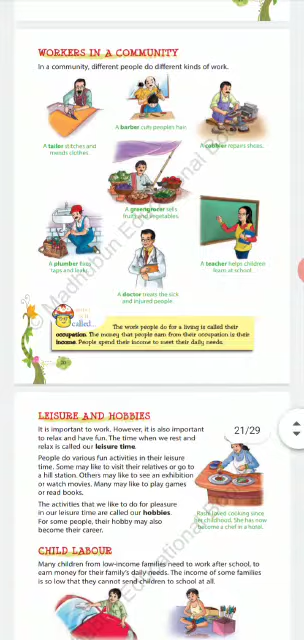 WORKERS IN A COMMUNITY
In a community, different people do different kinds of work.
A barber cuts people's hair.
A tailor stitches and
mends clothes.
A cobbler repairs shoes.
A greengrocer sells
fruits and vegetables.
A plumber fixes
taps and leaks.
A teacher helps children
learn at school.
A doctor treats the sick
and injured people.
called...
The work people do for a living is called their
occupation. The money that people earn from their occupation is their
income. People spend their income to meet their daily needs.
© Madhubun Educational Books
LEISURE AND HOBBIES
It is important to work. However, it is also important
to relax and have fun. The time when we rest and
relax is called our leisure time.
21/29
People do various fun activities in their leisure
time. Some may like to visit their relatives or go to
a hill station. Others may like to see an exhibition
or watch movies. Many may like to play games
or read books.
The activities that we like to do for pleasure
in our leisure time are called our hobbies.
For some people, their hobby may also
become their career.
loved cooking since
her childhood. She has now
become a chef in a hotel.
CHILD LABOUR
Many children from low-income families need to work after school, to
earn money for their family's daily needs. The income of some families
is so low that they cannot send children to school at all.